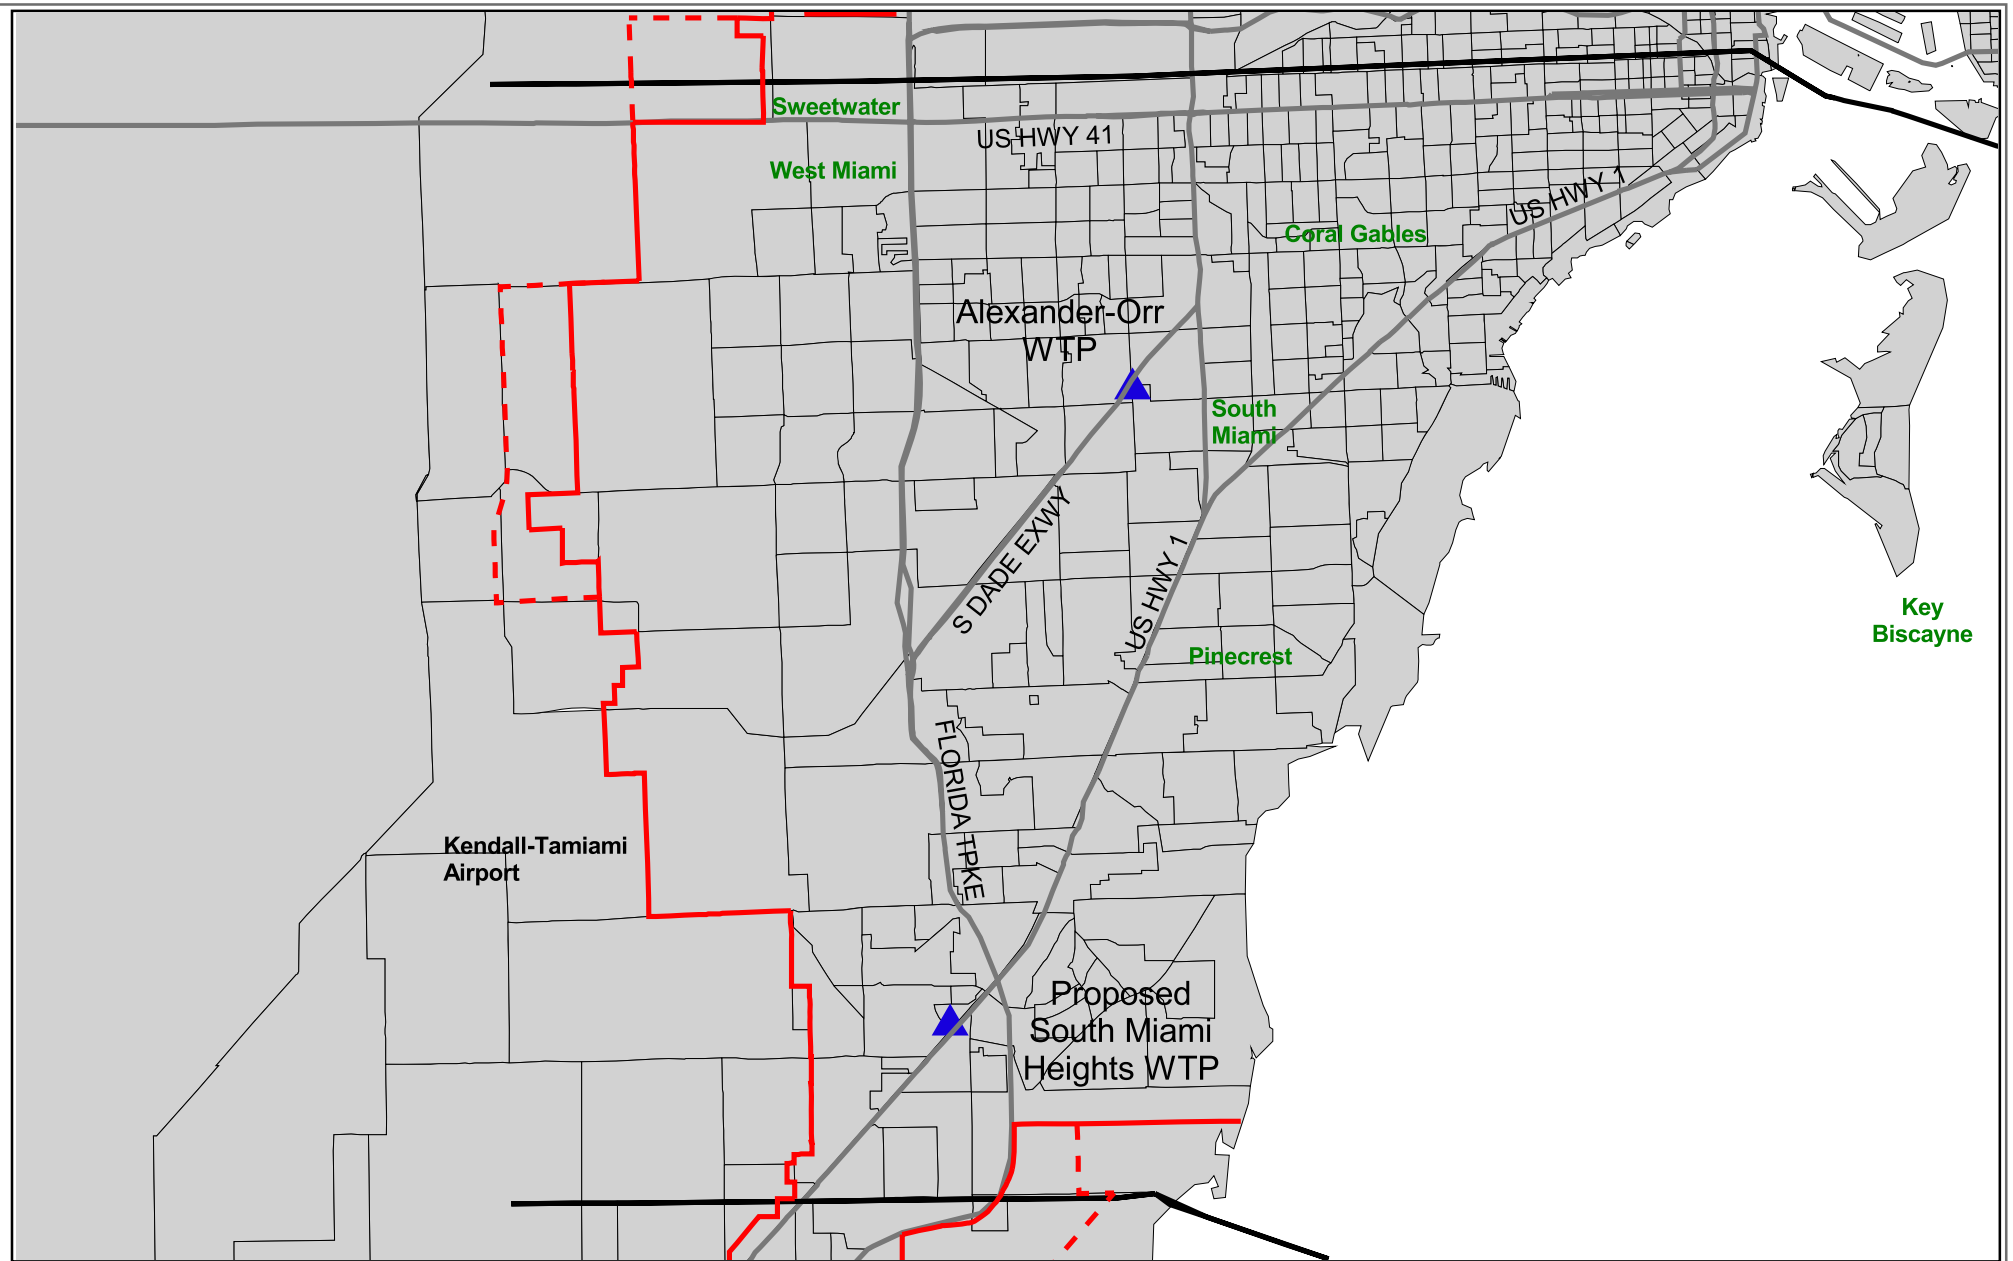 Sweetwater
US HWY 41
West Miami
US HWY 1
Coral Gables
Alexander-Orr
WTP
South
Miami
S DADE EXWY
US HWY 1
Key
Biscayne
Pinecrest
FLORIDA TPKE
Kendall-Tamiami
Airport
Proposed
South Miami
Heights WTP